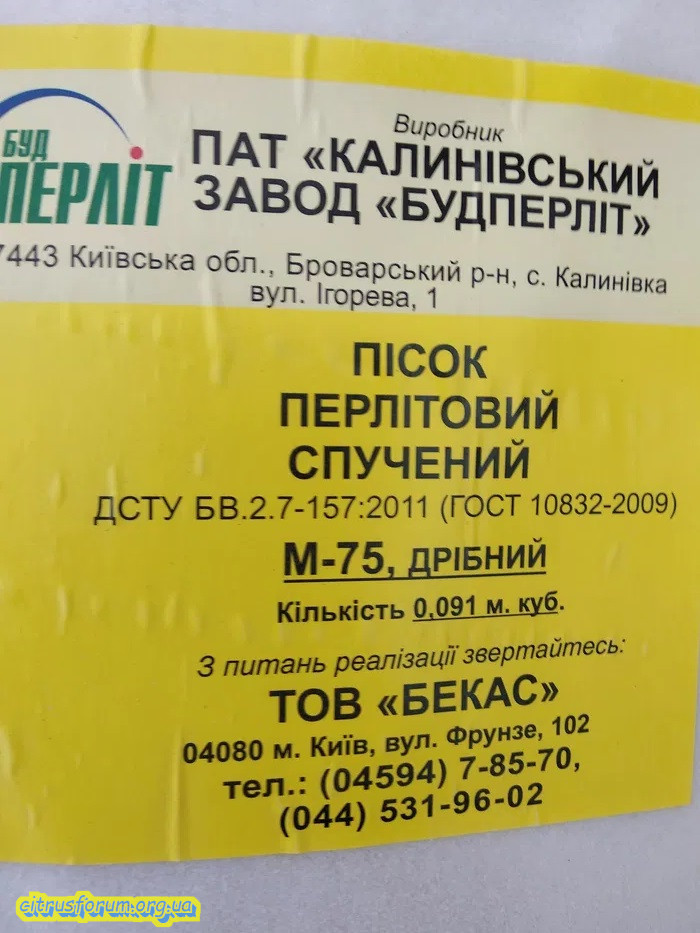 Виробник
БУД
ПЕРЛІТ
ПАТ «КАЛИНІВСЬКИЙ
ЗАВОД «БУДПЕРЛІТ»
7443 Київська обл., Броварський р-н, с. Калинівка
вул. Ігорева, 1
ПІСОК
ПЕРЛІТОВИЙ
СПУЧЕНИЙ
ДСТУ БВ.2.7-157:2011 (ГОСТ 10832-2009)
М-75, ДРІБНИЙ
Кількість 0,091 м. куб.
З питань реалізації звертайтесь:
ТОВ «БЕКАС»
04080 м. Київ, вул. Фрунзе, 102
тел.: (04594) 7-85-70,
(044) 531-96-02
citrusforum.org.ua